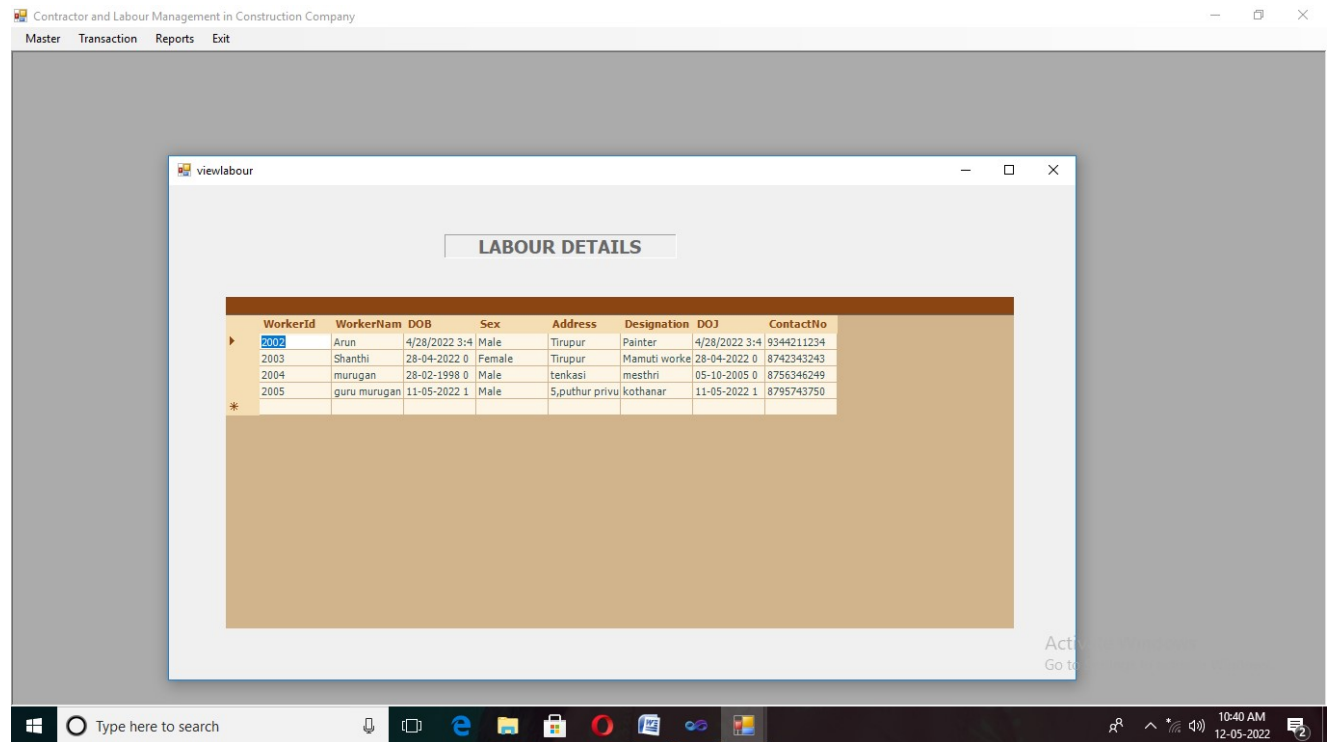 Contractor and Labour Management in Construction Company
Master Transaction Reports Exit
viewlabour
LABOUR DETAILS
WorkerId WorkerNam DOB Sex Address Designation DOJ ContactNo
2002 Arun 4/28/2022 3:4 Male Tirupur Painter 4/28/2022 3:4 9344211234
2003 Shanthi 28-04-2022 0 Female Tirupur Mamuti worke 28-04-2022 0 8742343243
2004 murugan 28-02-1998 0 Male tenkasi mesthri 05-10-2005 0 8756346249
2005 guru murugan 11-05-2022 1 Male 5,puthur privu kothanar 11-05-2022 1 8795743750
Acti
Go to
Type here to search
10:40 AM
12-05-2022
2